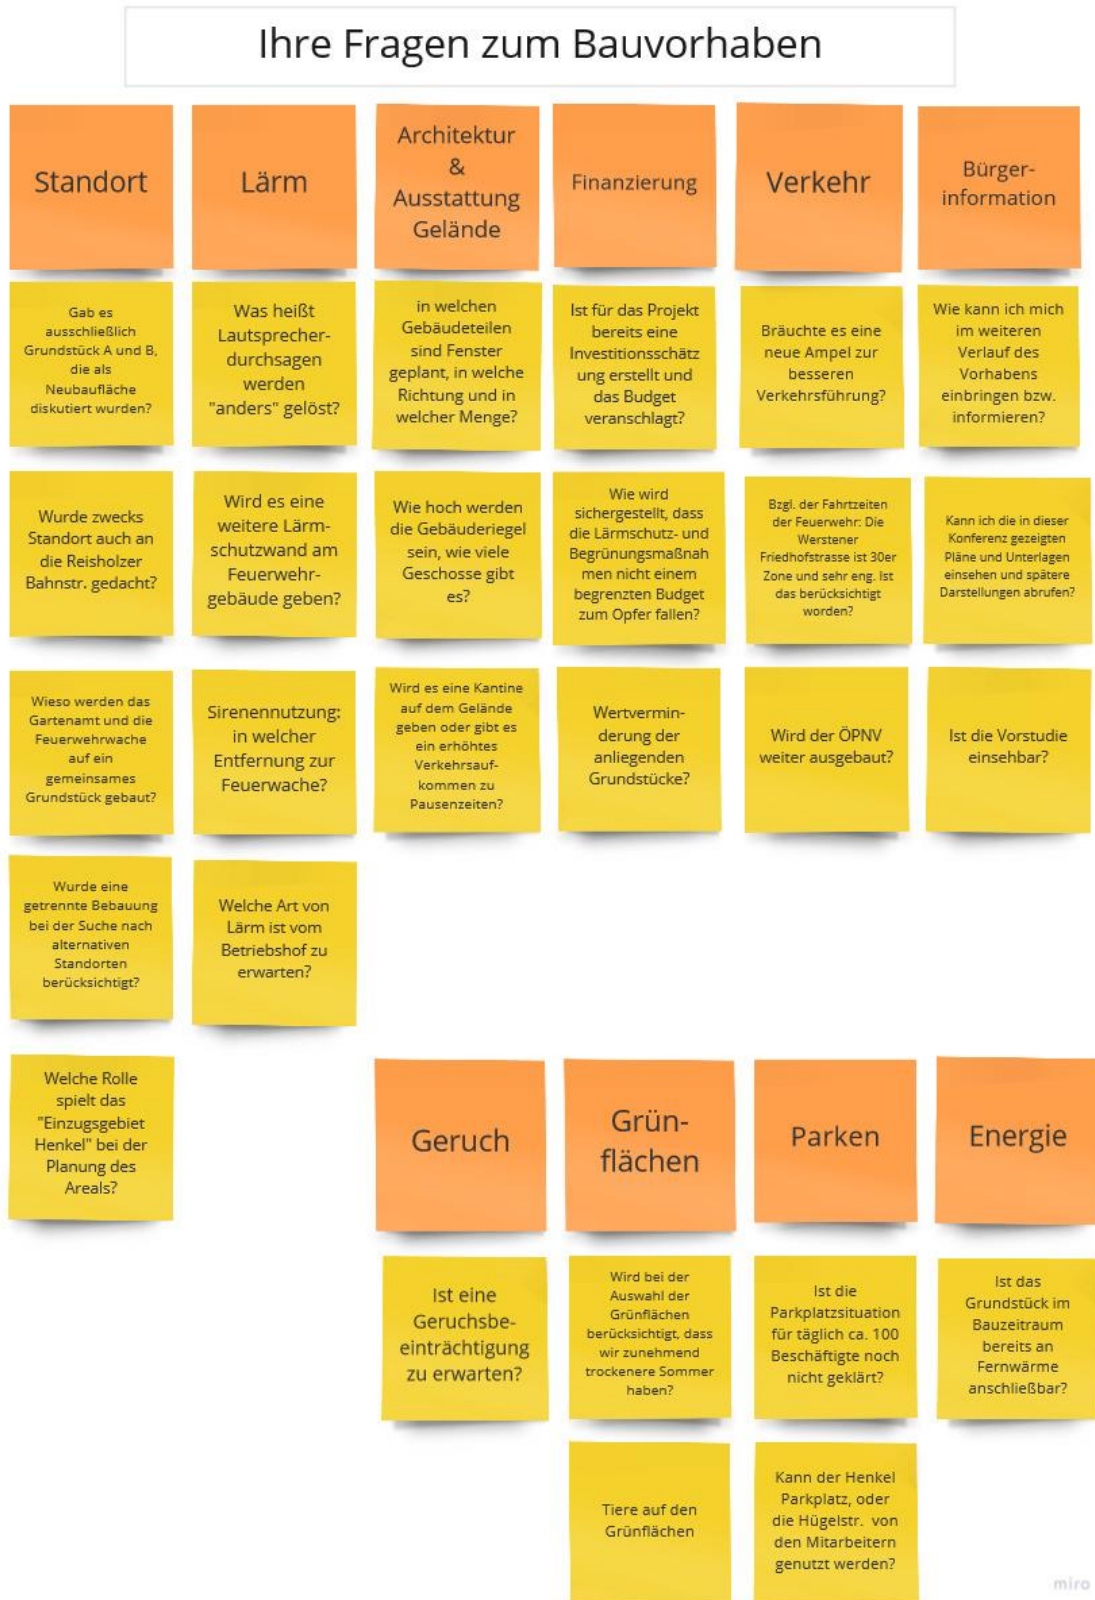 Ihre Fragen zum Bauvorhaben
Standort
Gab es
ausschließlich
Grundstück A und B,
die als
Neubaufläche
diskutiert wurden?
Wurde zwecks
Standort auch an
die Reisholzer
Bahnstr. gedacht?
Wieso werden das
Gartenamt und die
Feuerwehrwache
auf ein
gemeinsames
Grundstück gebaut?
Wurde eine
getrennte Bebauung
bei der Suche nach
alternativen
Standorten
berücksichtigt?
Welche Rolle
spielt das
"Einzugsgebiet
Henkel" bei der
Planung des
Areals?
Lärm
Was heißt
Lautsprecher-
durchsagen
werden
"anders" gelöst?
Wird es eine
weitere Lärm-
schutzwand am
Feuerwehr-
gebäude geben?
Sirenennutzung:
in welcher
Entfernung zur
Feuerwache?
Welche Art von
Lärm ist vom
Betriebshof zu
erwarten?
Architektur
&
Ausstattung
Gelände
in welchen
Gebäudeteilen
sind Fenster
geplant, in welche
Richtung und in
welcher Menge?
Wie hoch werden
die Gebäuderiegel
sein, wie viele
Geschosse gibt
es?
Wird es eine Kantine
auf dem Gelände
geben oder gibt es
ein erhöhtes
Verkehrsauf-
kommen zu
Pausenzeiten?
Finanzierung
Ist für das Projekt
bereits eine
Investitionsschätz
ung erstellt und
das Budget
veranschlagt?
Wie wird
sichergestellt, dass
die Lärmschutz- und
Begrünungsmaßnah
men nicht einem
begrenzten Budget
zum Opfer fallen?
Wertvermin-
derung der
anliegenden
Grundstücke?
Verkehr
Bräuchte es eine
neue Ampel zur
besseren
Verkehrsführung?
Bzgl. der Fahrtzeiten
der Feuerwehr: Die
Werstener
Friedhofstrasse ist 30er
Zone und sehr eng. Ist
das berücksichtigt
worden?
Wird der ÖPNV
weiter ausgebaut?
Bürger-
information
Wie kann ich mich
im weiteren
Verlauf des
Vorhabens
einbringen bzw.
informieren?
Kann ich die in dieser
Konferenz gezeigten
Pläne und Unterlagen
einsehen und spätere
Darstellungen abrufen?
Ist die Vorstudie
einsehbar?
Geruch
Ist eine
Geruchsbe-
einträchtigung
zu erwarten?
Grün-
flächen
Wird bei der
Auswahl der
Grünflächen
berücksichtigt, dass
wir zunehmend
trockenere Sommer
haben?
Tiere auf den
Grünflächen
Parken
Ist die
Parkplatzsituation
für täglich ca. 100
Beschäftigte noch
nicht geklärt?
Kann der Henkel
Parkplatz, oder
die Hügelstr. von
den Mitarbeitern
genutzt werden?
Energie
Ist das
Grundstück im
Bauzeitraum
bereits an
Fernwärme
anschließbar?
miro